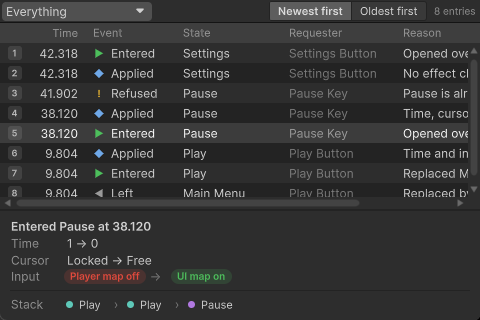 Everything Newest first Oldest first 8 entries
Time Event State Requester Reason
1 42.318 Entered Settings Settings Button Opened ove
2 42.318 Applied Settings Settings Button No effect cl
3 41.902 ! Refused Pause Pause Key Pause is alr
4 38.120 Applied Pause Pause Key Time, curso
5 38.120 Entered Pause Pause Key Opened ove
6 9.804 Applied Play Play Button Time and in
7 9.804 Entered Play Play Button Replaced M
8 9.804 Left Main Menu Play Button Replaced by
Entered Pause at 38.120
Time 1 → 0
Cursor Locked → Free
Input Player map off → UI map on
Stack Play › Play › Pause